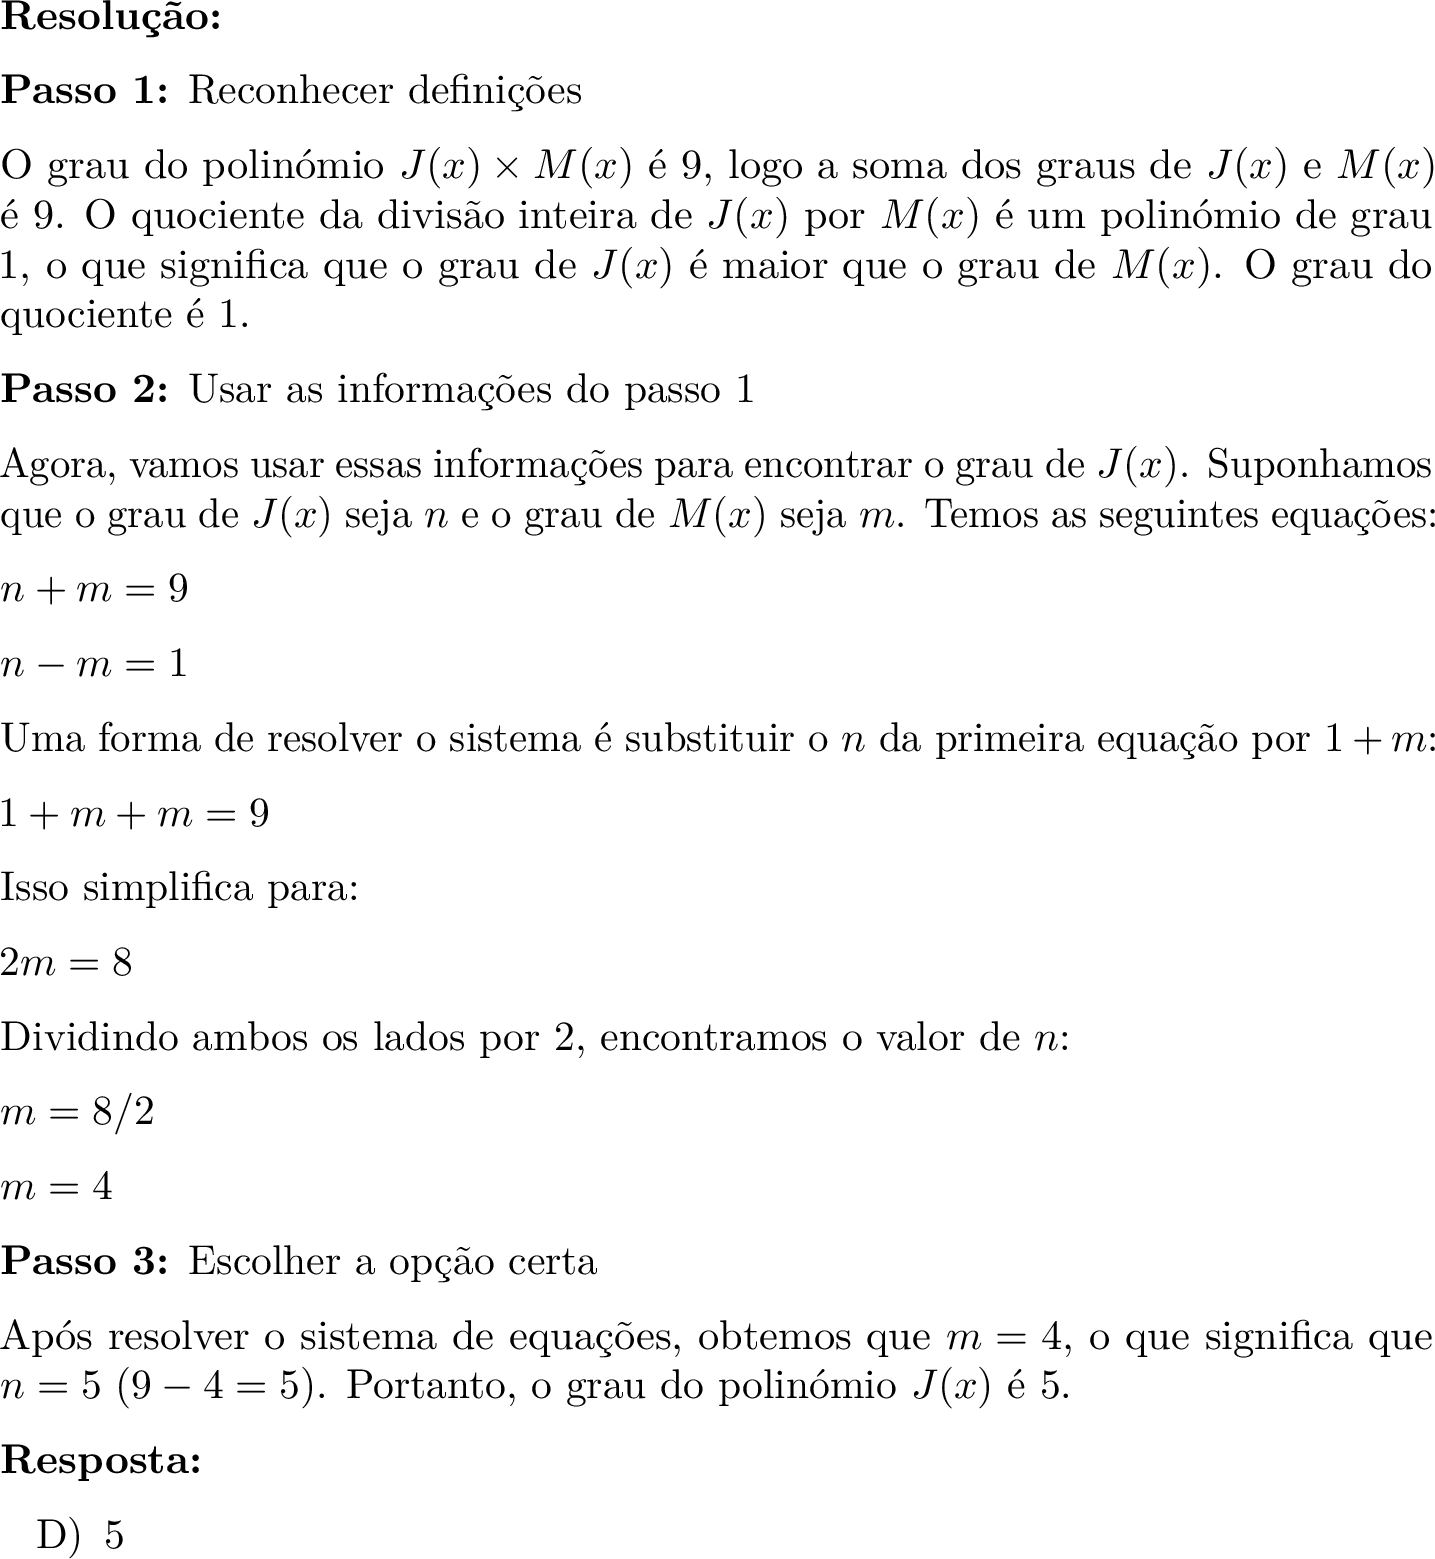 Resolução:
Passo 1: Reconhecer definições
O grau do polinómio J(x) × M(x) é 9, logo a soma dos graus de J(x) e M(x)
é 9. O quociente da divisão inteira de J(x) por M(x) é um polinómio de grau
1, o que significa que o grau de J(x) é maior que o grau de M(x). O grau do
quociente é 1.
Passo 2: Usar as informações do passo 1
Agora, vamos usar essas informações para encontrar o grau de J(x). Suponhamos
que o grau de J(x) seja n e o grau de M(x) seja m. Temos as seguintes equações:
n + m = 9
n − m = 1
Uma forma de resolver o sistema é substituir o n da primeira equação por 1 + m:
1 + m + m = 9
Isso simplifica para:
2m = 8
Dividindo ambos os lados por 2, encontramos o valor de n:
m = 8/2
m = 4
Passo 3: Escolher a opção certa
Após resolver o sistema de equações, obtemos que m = 4, o que significa que
n = 5 (9 − 4 = 5). Portanto, o grau do polinómio J(x) é 5.
Resposta:
D) 5